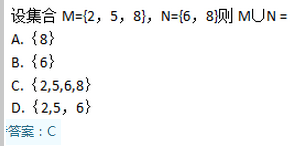 设集合 M={2，5，8}，N={6，8}则 M∪N =
A.｛8｝
B.｛6｝
C.｛2,5,6,8｝
D.｛2,5，6｝
答案：C